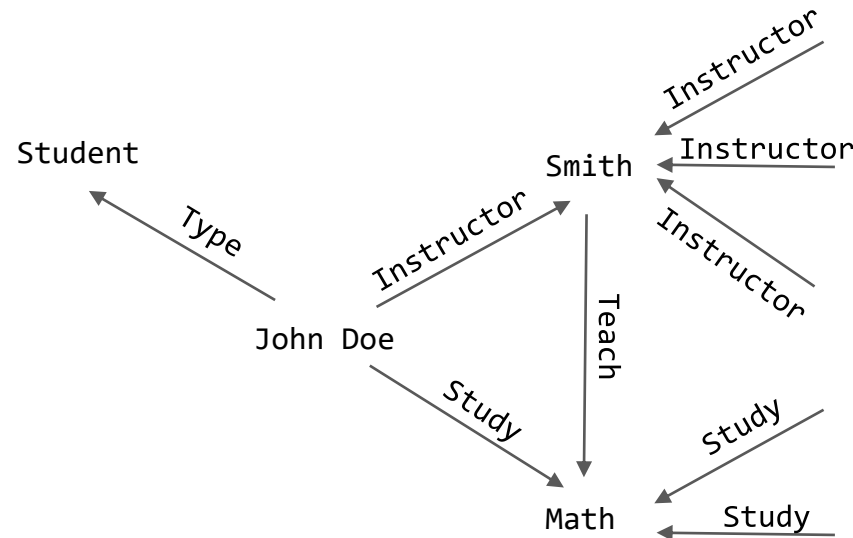 Instructor
Student
Smith
Instructor
Type
Instructor
Instructor
John Doe
Teach
Study
Study
Math
Study